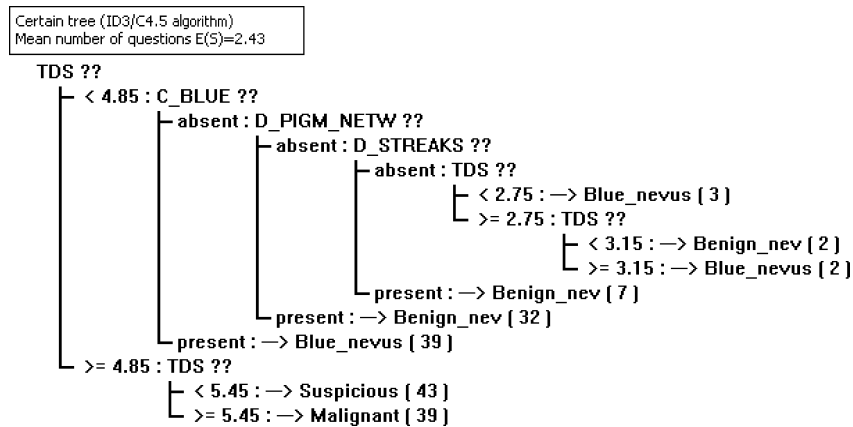 Certain tree (ID3/C4.5 algorithm)
Mean number of questions E(S)=2.43
TDS ??
< 4.85 : C_BLUE ??
absent : D_PIGM_NETW ??
absent : D_STREAKS ??
absent : TDS ??
< 2.75 : —> Blue_nevus ( 3 )
>= 2.75 : TDS ??
< 3.15 : —> Benign_nev ( 2 )
>= 3.15 : —> Blue_nevus ( 2 )
present : —> Benign_nev ( 7 )
present : —> Benign_nev ( 32 )
present : —> Blue_nevus ( 39 )
>= 4.85 : TDS ??
< 5.45 : —> Suspicious ( 43 )
>= 5.45 : —> Malignant ( 39 )